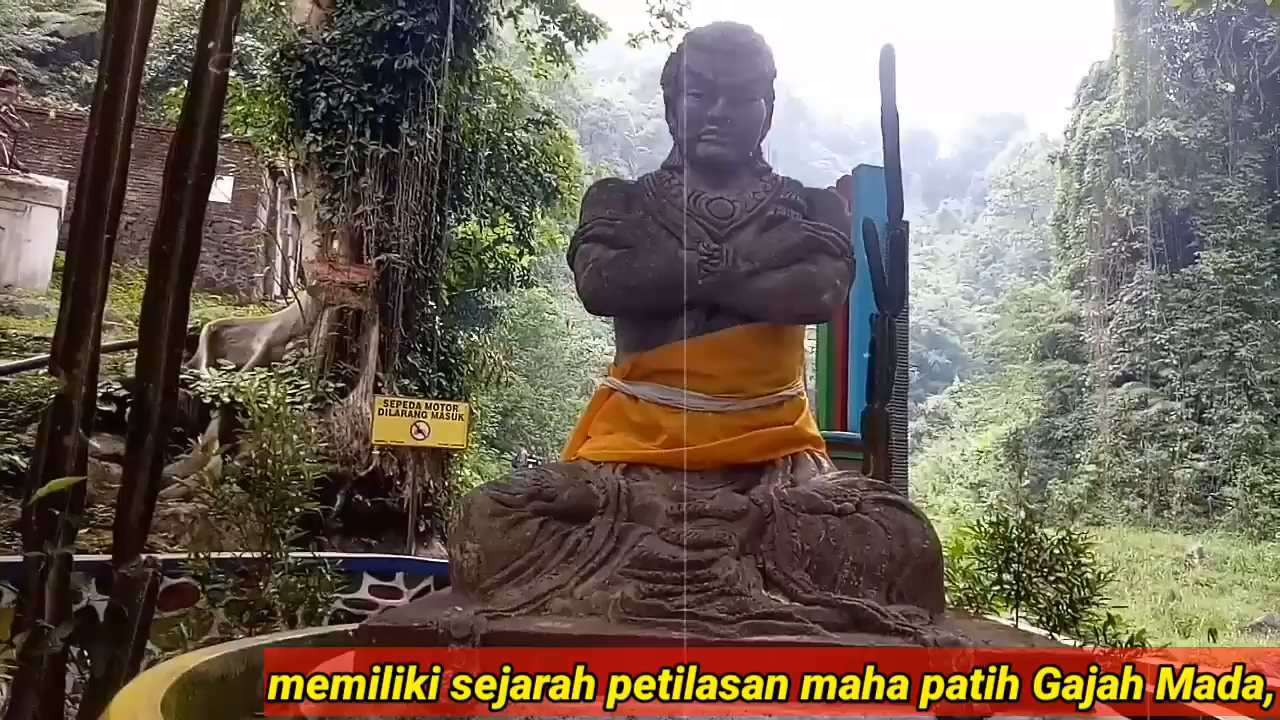 SEPEDA MOTOR
DILARANG MASUK
memiliki sejarah petilasan maha patih Gajah Mada,